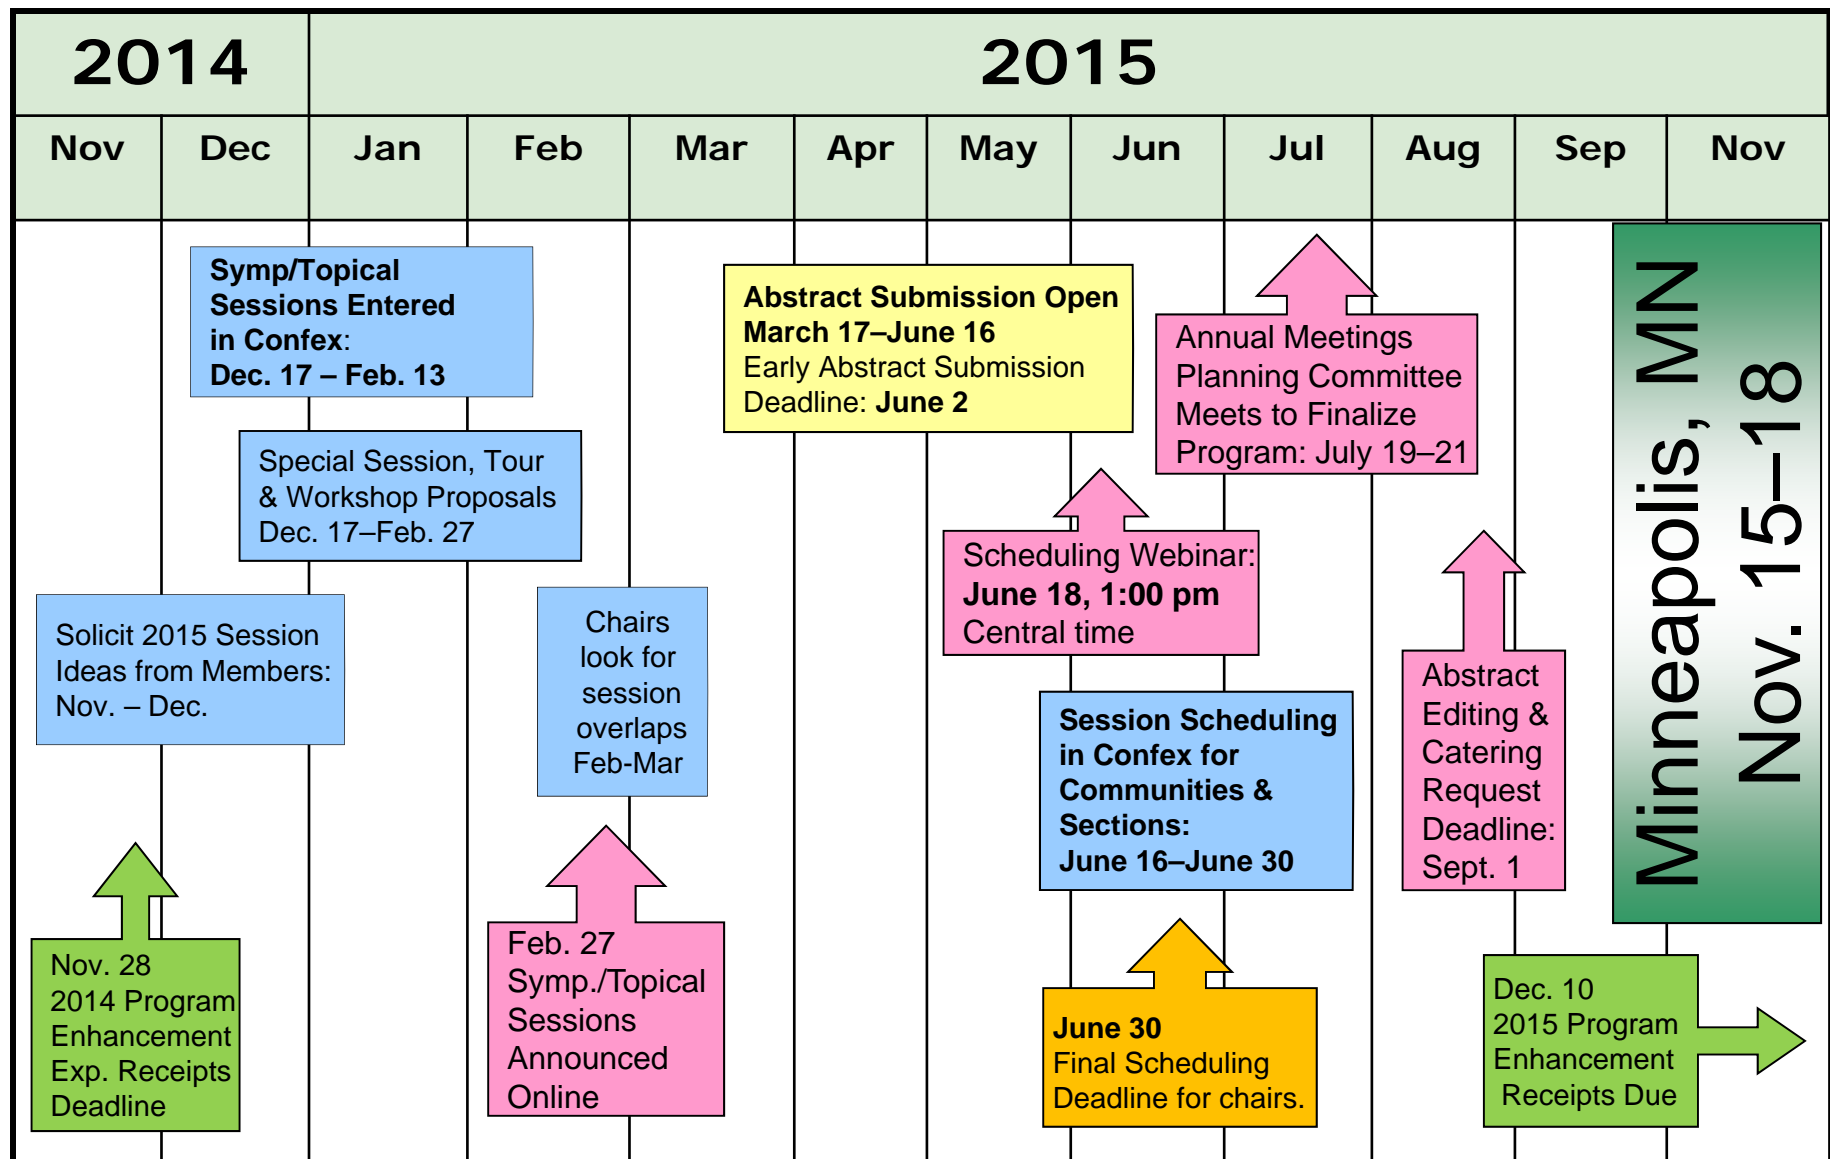 2014
2015
Nov
Dec
Jan
Feb
Mar
Apr
May
Jun
Jul
Aug
Sep
Nov
Symp/Topical
Sessions Entered
in Confex:
Dec. 17 – Feb. 13
Special Session, Tour
& Workshop Proposals
Dec. 17–Feb. 27
Solicit 2015 Session
Ideas from Members:
Nov. – Dec.
Nov. 28
2014 Program
Enhancement
Exp. Receipts
Deadline
Chairs
look for
session
overlaps
Feb-Mar
Feb. 27
Symp./Topical
Sessions
Announced
Online
Abstract Submission Open
March 17–June 16
Early Abstract Submission
Deadline: June 2
Annual Meetings
Planning Committee
Meets to Finalize
Program: July 19–21
Scheduling Webinar:
June 18, 1:00 pm
Central time
Session Scheduling
in Confex for
Communities &
Sections:
June 16–June 30
June 30
Final Scheduling
Deadline for chairs.
Abstract
Editing &
Catering
Request
Deadline:
Sept. 1
Minneapolis, MN
Nov. 15–18
Dec. 10
2015 Program
Enhancement
Receipts Due